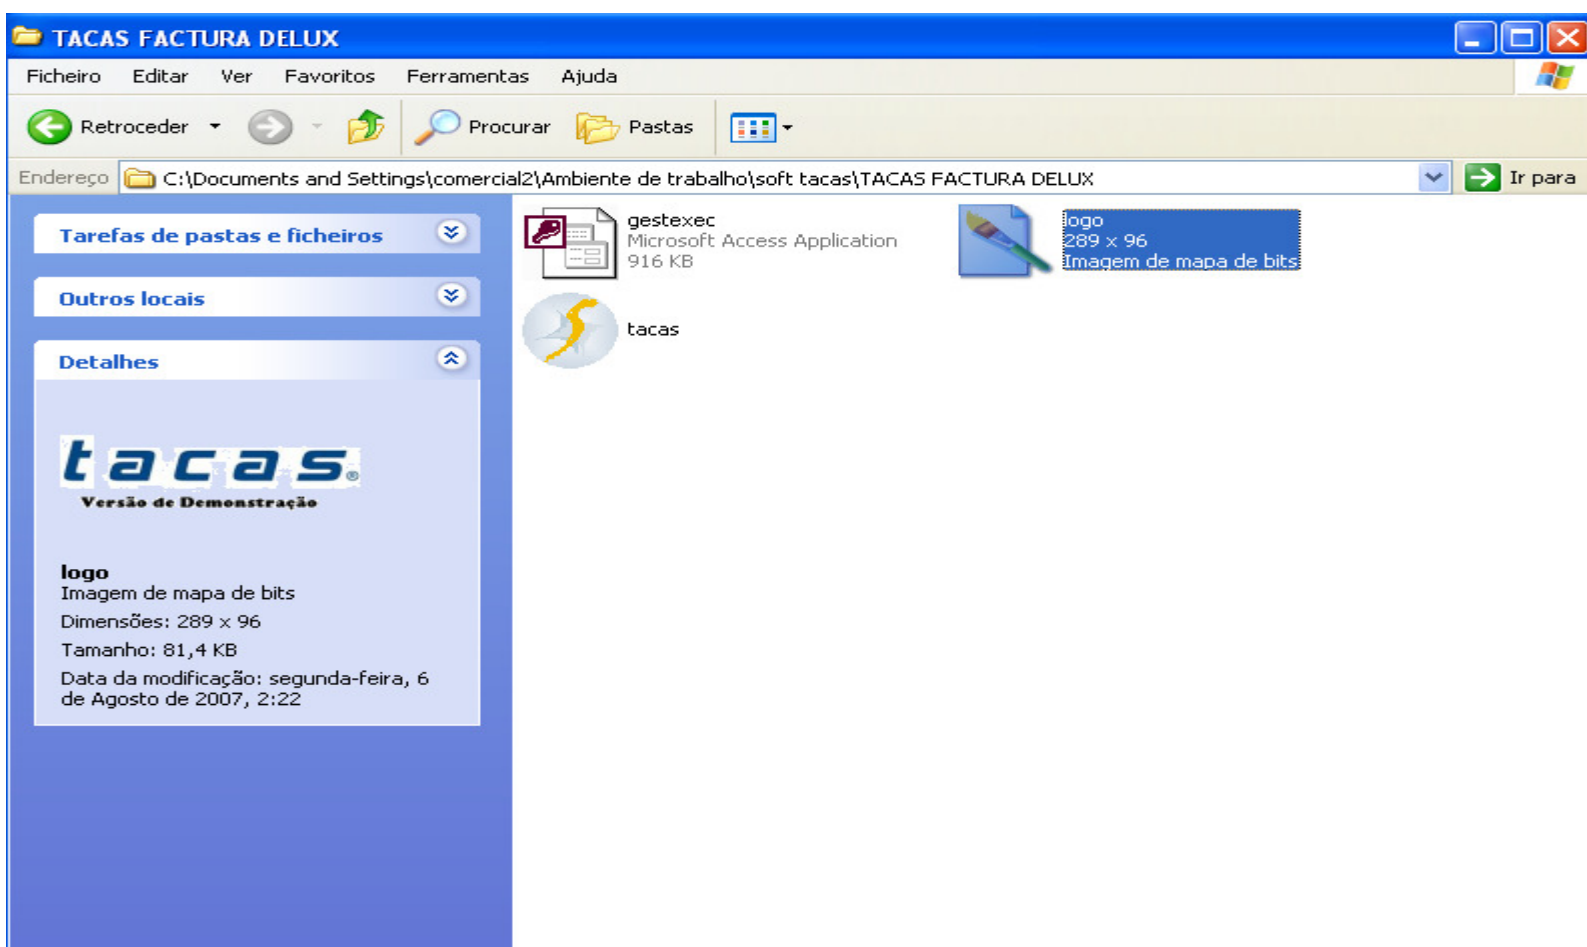 TACAS FACTURA DELUX
Ficheiro Editar Ver Favoritos Ferramentas Ajuda
Retroceder Procurar Pastas
Endereço C:\Documents and Settings\comercial2\Ambiente de trabalho\soft tacas\TACAS FACTURA DELUX Ir para
Tarefas de pastas e ficheiros
Outros locais
Detalhes
tacas®
Versão de Demonstração
logo
Imagem de mapa de bits
Dimensões: 289 x 96
Tamanho: 81,4 KB
Data da modificação: segunda-feira, 6
de Agosto de 2007, 2:22
gestexec
Microsoft Access Application
916 KB
logo
289 x 96
Imagem de mapa de bits
tacas